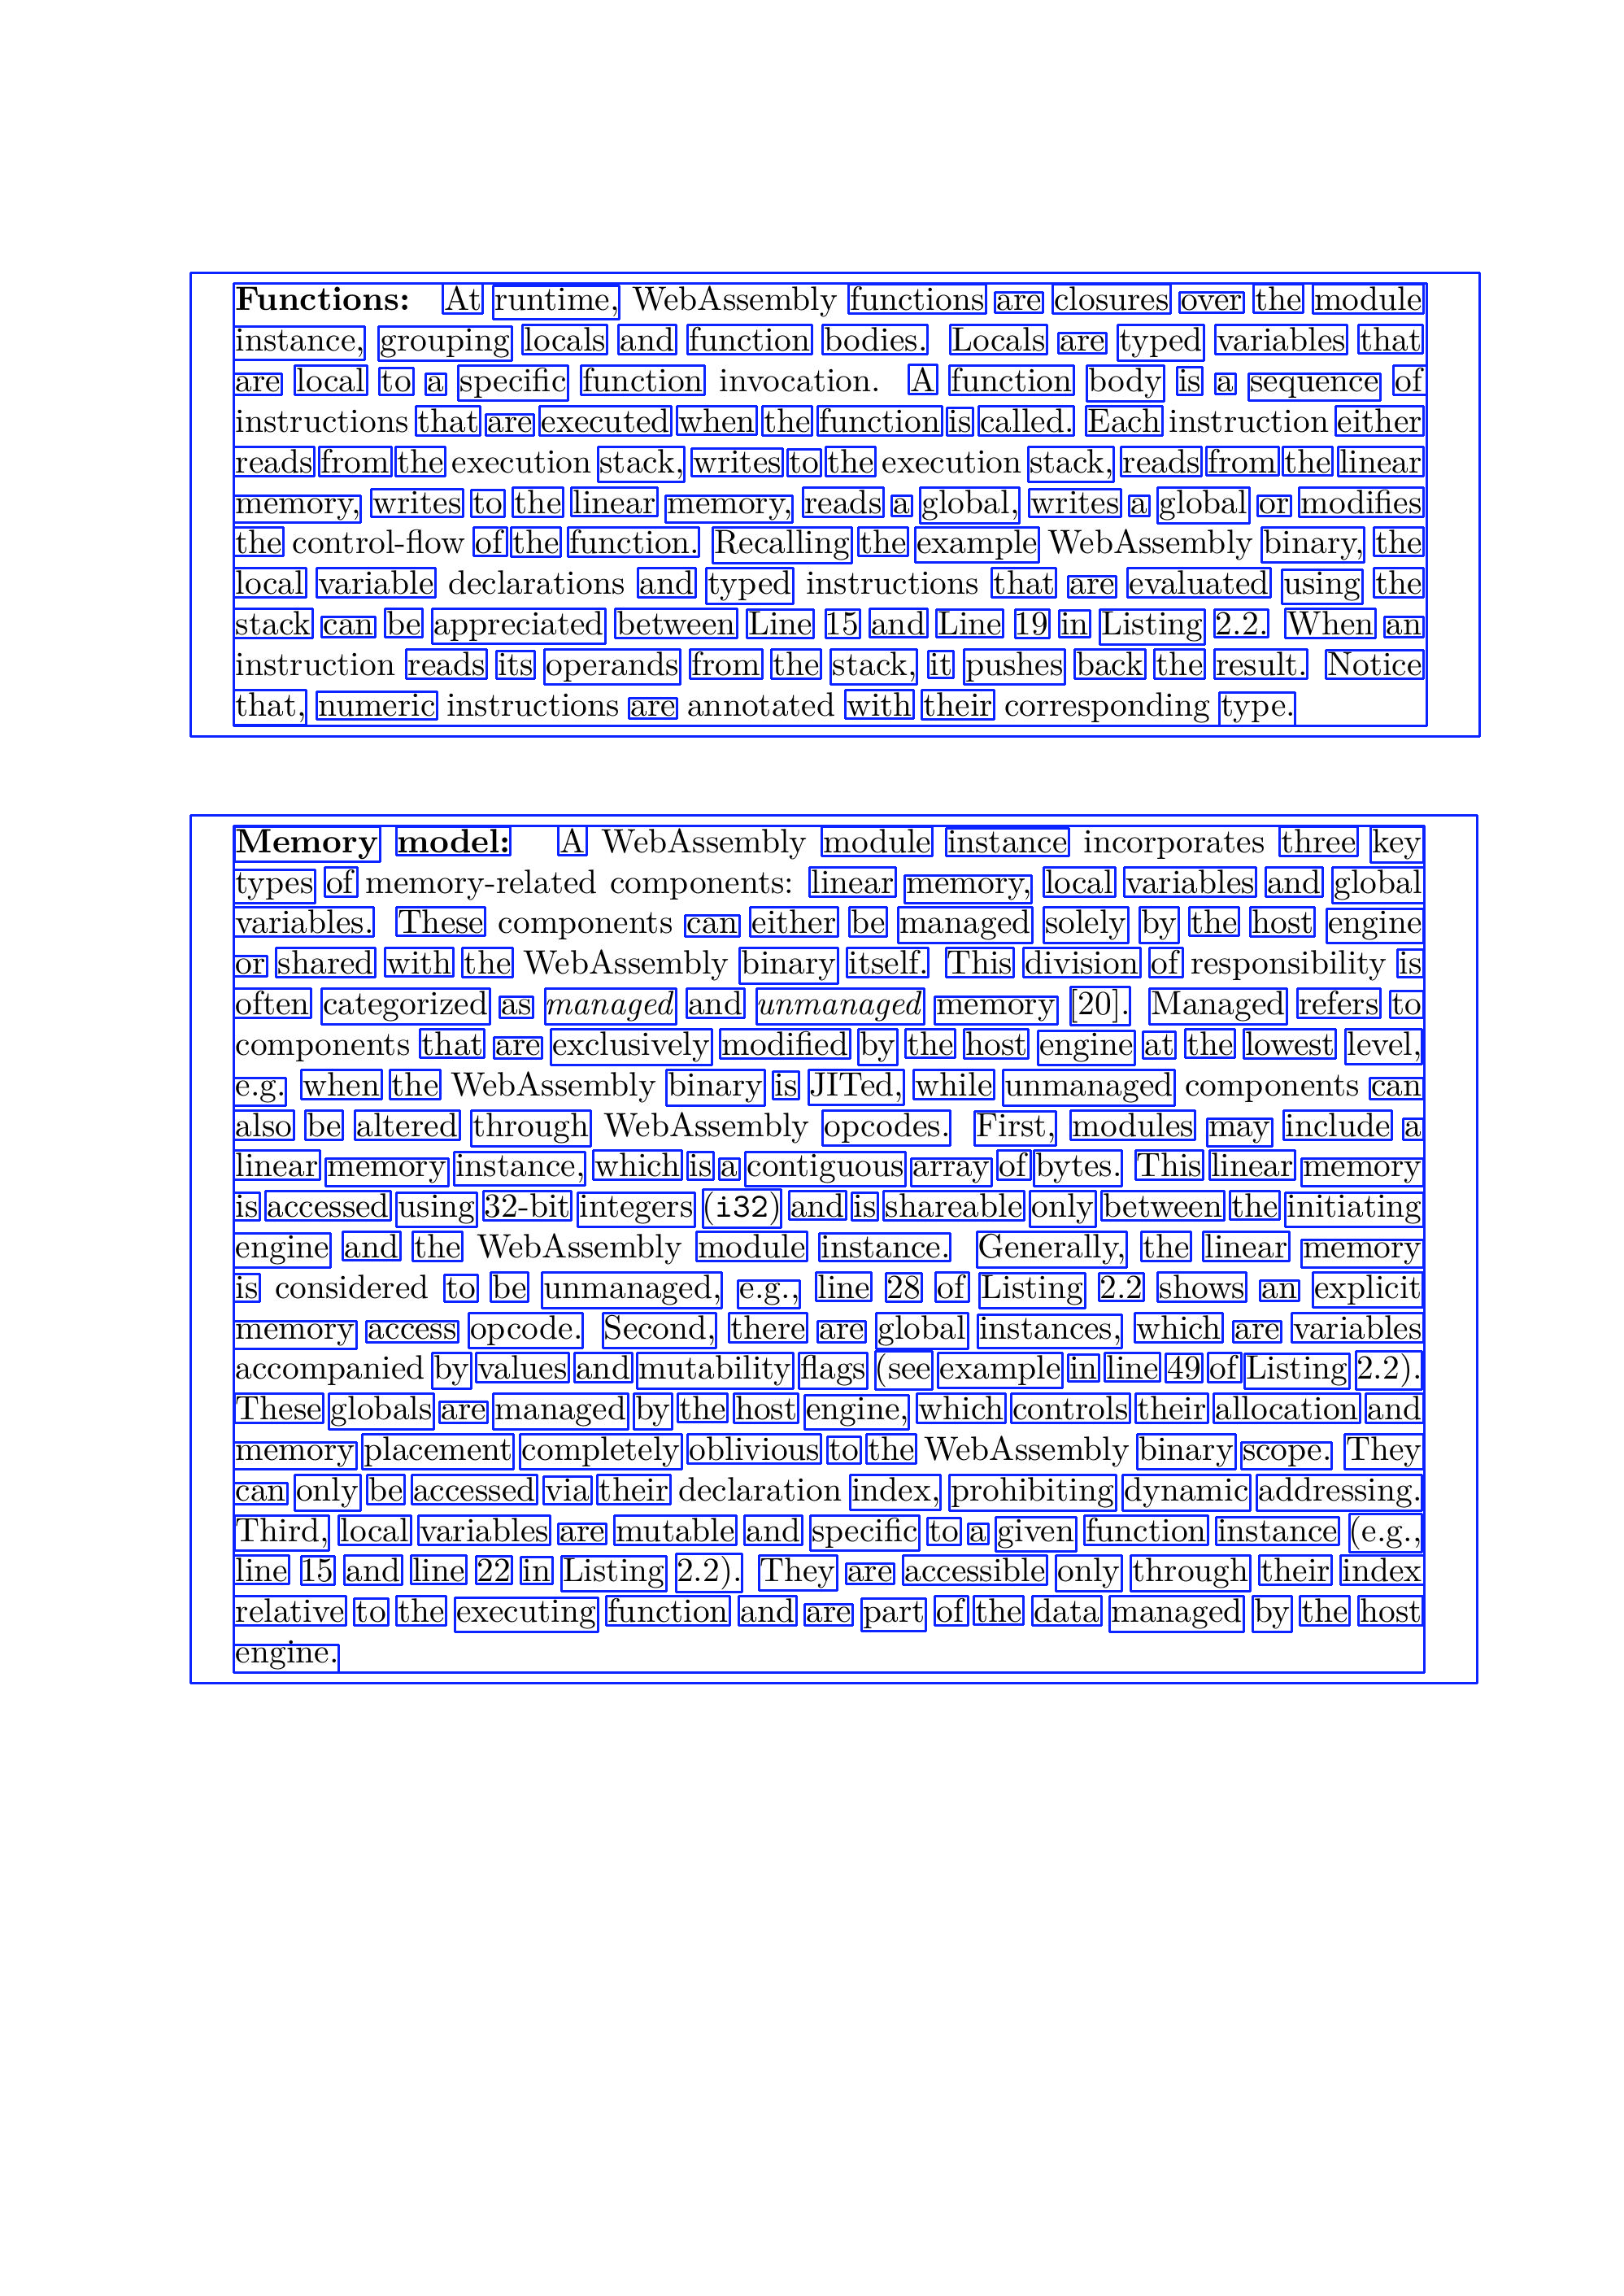 Functions: At runtime, WebAssembly functions are closures over the module
instance, grouping locals and function bodies. Locals are typed variables that
are local to a specific function invocation. A function body is a sequence of
instructions that are executed when the function is called. Each instruction either
reads from the execution stack, writes to the execution stack, reads from the linear
memory, writes to the linear memory, reads a global, writes a global or modifies
the control-flow of the function. Recalling the example WebAssembly binary, the
local variable declarations and typed instructions that are evaluated using the
stack can be appreciated between Line 15 and Line 19 in Listing 2.2. When an
instruction reads its operands from the stack, it pushes back the result. Notice
that, numeric instructions are annotated with their corresponding type.
Memory model: A WebAssembly module instance incorporates three key
types of memory-related components: linear memory, local variables and global
variables. These components can either be managed solely by the host engine
or shared with the WebAssembly binary itself. This division of responsibility is
often categorized as managed and unmanaged memory [20]. Managed refers to
components that are exclusively modified by the host engine at the lowest level,
e.g. when the WebAssembly binary is JITed, while unmanaged components can
also be altered through WebAssembly opcodes. First, modules may include a
linear memory instance, which is a contiguous array of bytes. This linear memory
is accessed using 32-bit integers (i32) and is shareable only between the initiating
engine and the WebAssembly module instance. Generally, the linear memory
is considered to be unmanaged, e.g., line 28 of Listing 2.2 shows an explicit
memory access opcode. Second, there are global instances, which are variables
accompanied by values and mutability flags (see example in line 49 of Listing 2.2).
These globals are managed by the host engine, which controls their allocation and
memory placement completely oblivious to the WebAssembly binary scope. They
can only be accessed via their declaration index, prohibiting dynamic addressing.
Third, local variables are mutable and specific to a given function instance (e.g.,
line 15 and line 22 in Listing 2.2). They are accessible only through their index
relative to the executing function and are part of the data managed by the host
engine.